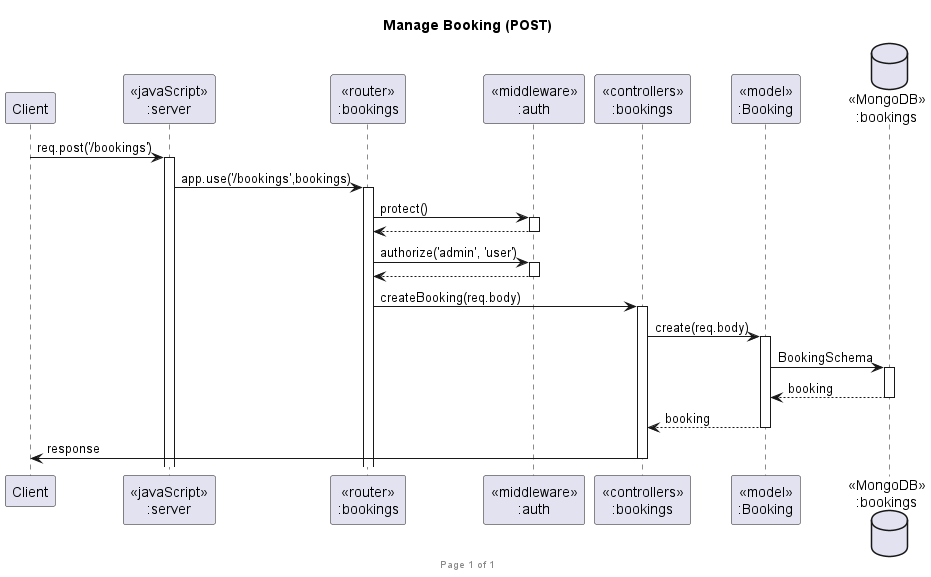 Manage Booking (POST)
Client
«javaScript»
:server
«router»
:bookings
«middleware»
:auth
«controllers»
:bookings
«model»
:Booking
«MongoDB»
:bookings
req.post('/bookings')
app.use('/bookings',bookings)
protect()
authorize('admin', 'user')
createBooking(req.body)
create(req.body)
BookingSchema
booking
booking
response
Client
«javaScript»
:server
«router»
:bookings
«middleware»
:auth
«controllers»
:bookings
«model»
:Booking
«MongoDB»
:bookings
Page 1 of 1